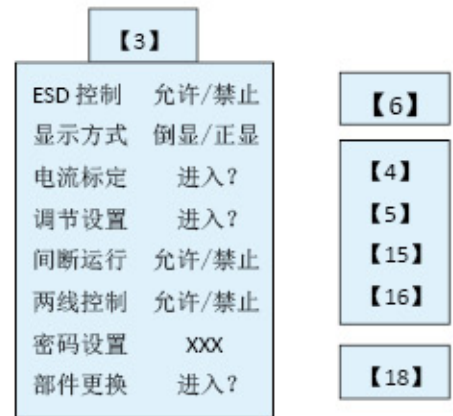 【3】
ESD 控制 允许/禁止
显示方式 倒显/正显
电流标定 进入？
调节设置 进入？
间断运行 允许/禁止
两线控制 允许/禁止
密码设置 XXX
部件更换 进入？
【6】
【4】
【5】
【15】
【16】
【18】